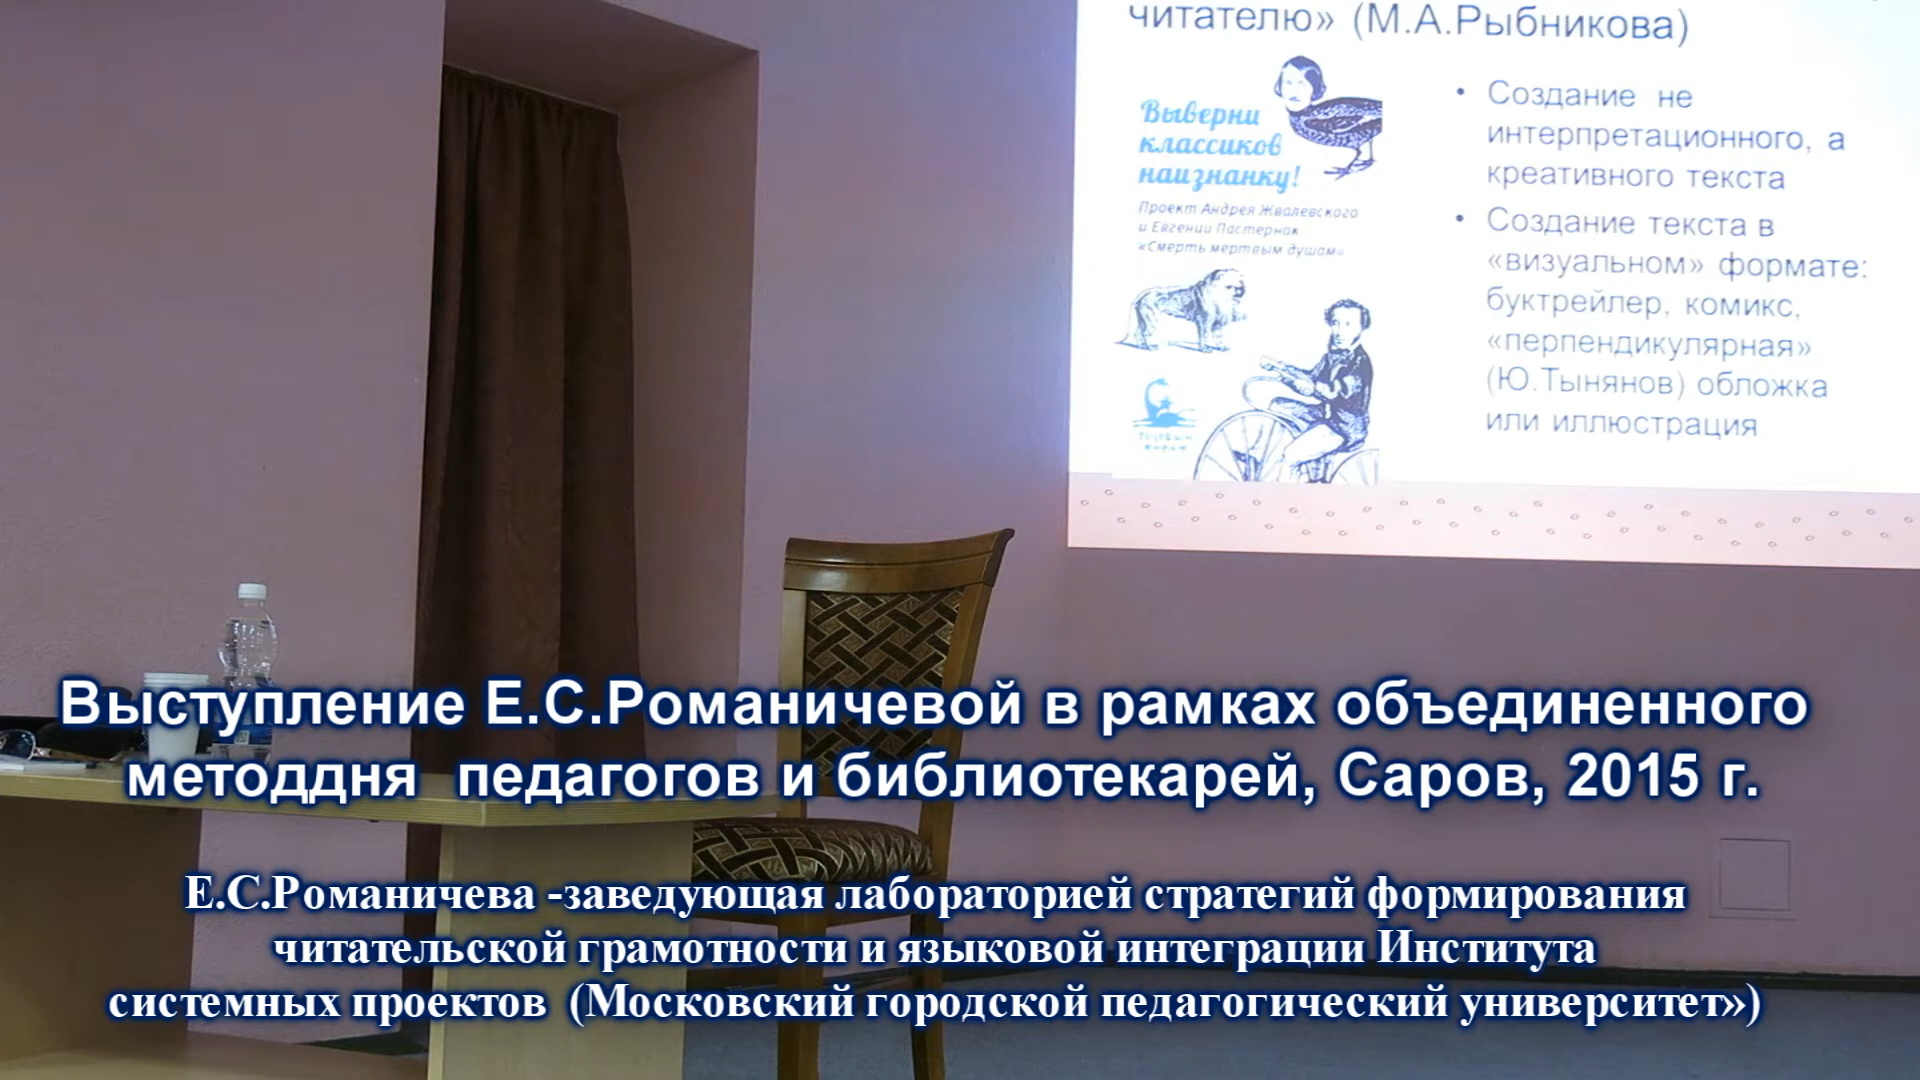 читателю» (М.А.Рыбникова)
Выверни
классиков
наизнанку!
Проект Андрея Жвалевского
и Евгении Пастернак
«Смерть мертвым душам»
• Создание не
интерпретационного, а
креативного текста
• Создание текста в
«визуальном» формате:
буктрейлер, комикс,
«перпендикулярная»
(Ю.Тынянов) обложка
или иллюстрация
Выступление Е.С.Романичевой в рамках объединенного
методдня педагогов и библиотекарей, Саров, 2015 г.
Е.С.Романичева -заведующая лабораторией стратегий формирования
читательской грамотности и языковой интеграции Института
системных проектов (Московский городской педагогический университет»)